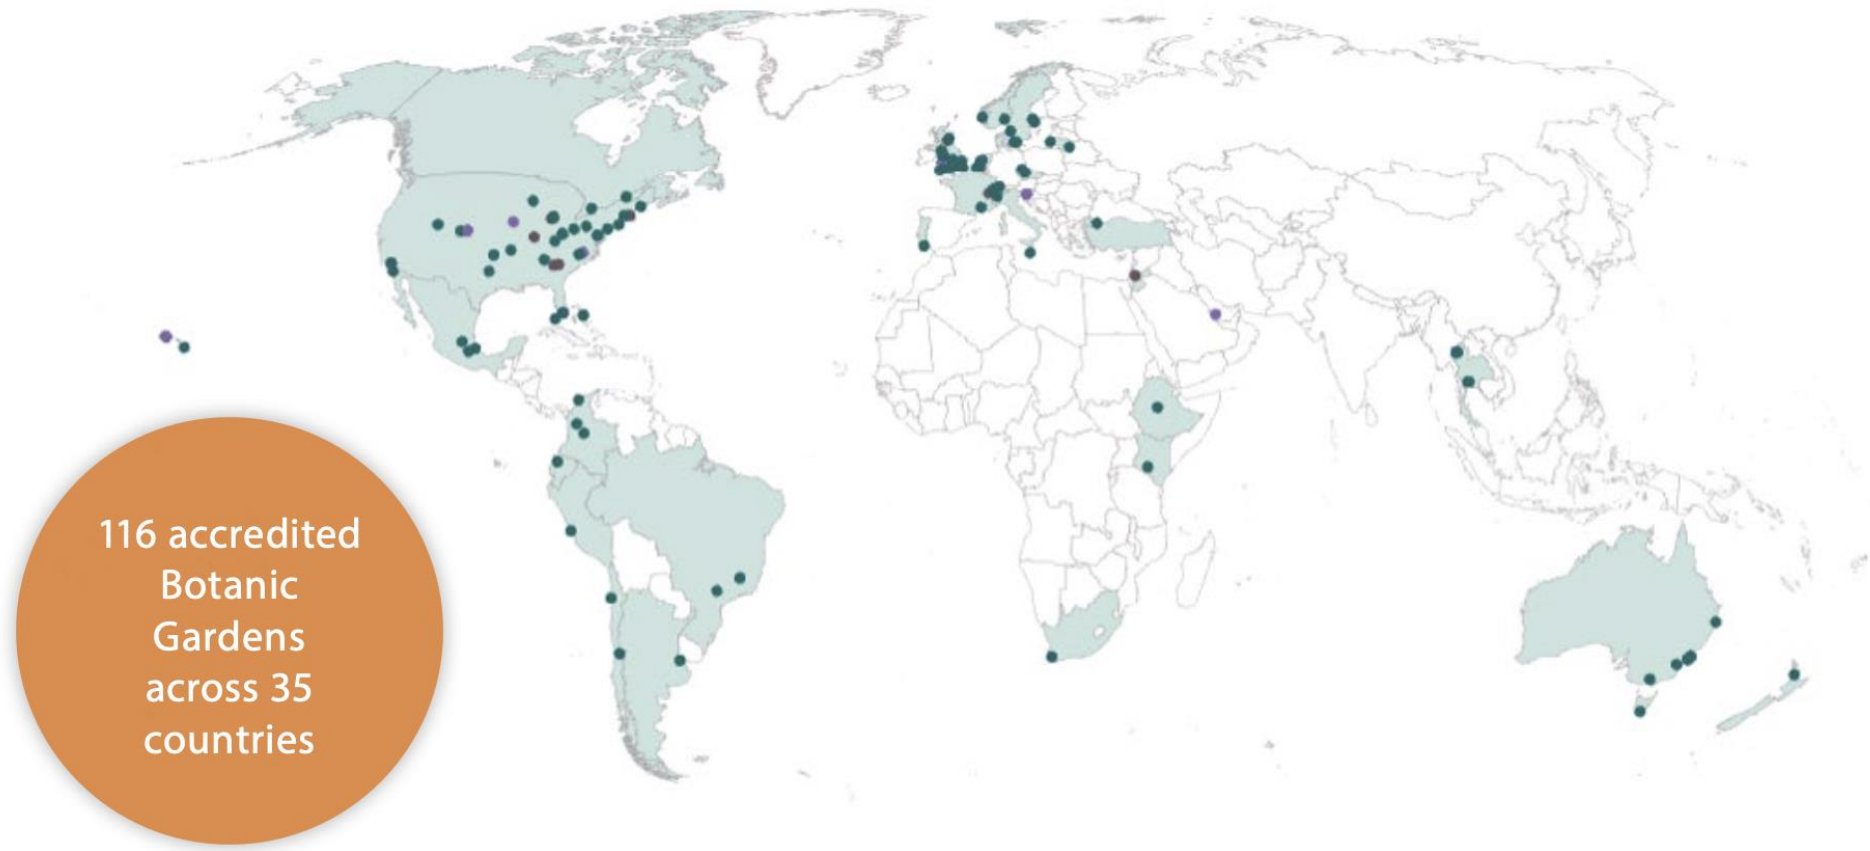 116 accredited
Botanic
Gardens
across 35
countries